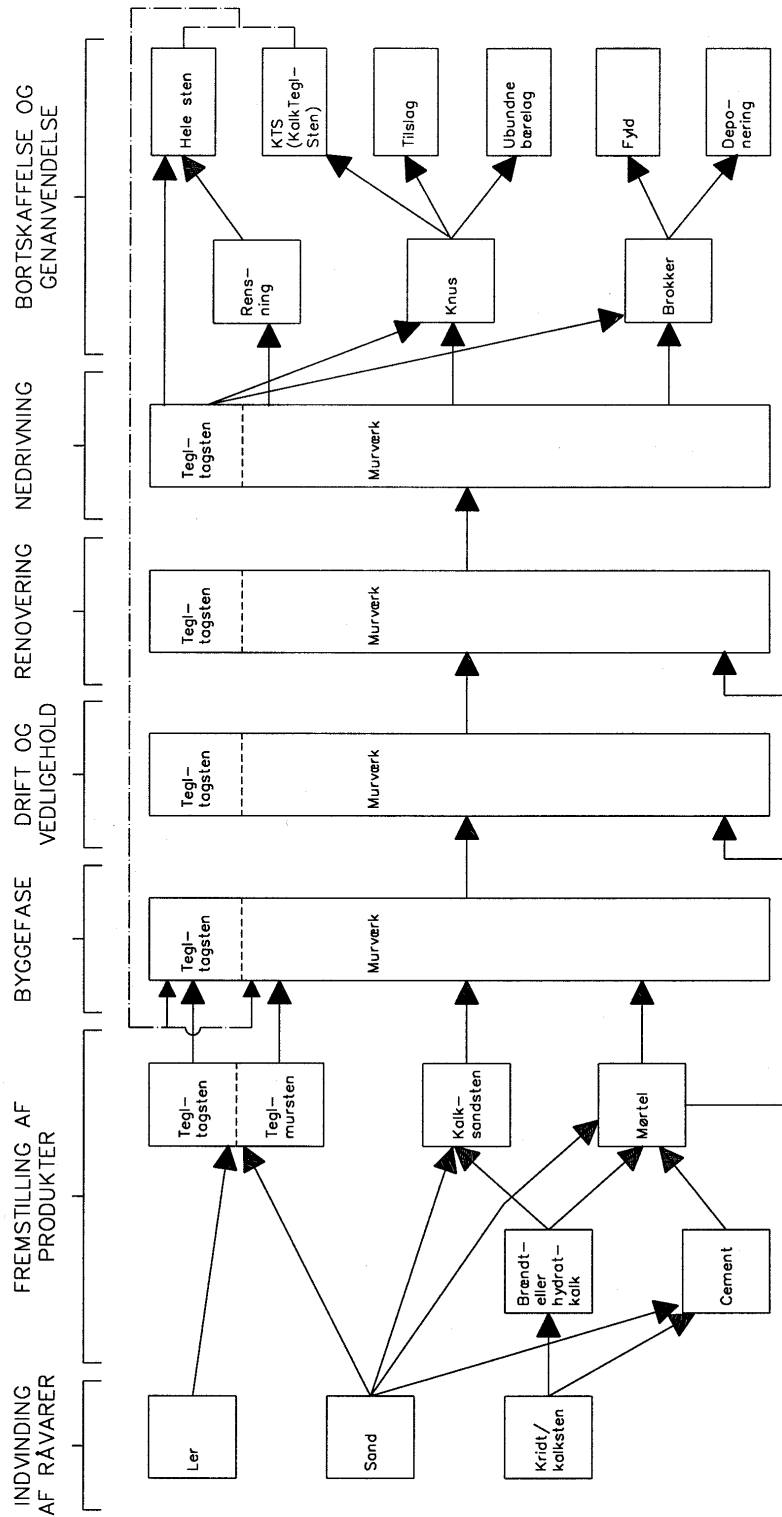 INDVINDING
AF RÅVARER
FREMSTILLING AF
PRODUKTER
BYGGEFASE
DRIFT OG
VEDLIGEHOLD
RENOVERING
NEDRIVNING
BORTSKAFFELSE OG
GENANVENDELSE
Ler
Sand
Kridt/
kalksten
Tegl-
tagsten
Tegl-
mursten
Kalk-
sandsten
Brændt-
eller
hydrat-
kalk
Mørtel
Cement
Tegl-
tagsten
Murværk
Tegl-
tagsten
Murværk
Tegl-
tagsten
Murværk
Tegl-
tagsten
Murværk
Rens-
ning
Knus
Brokker
Hele sten
KTS
(KalkTegl-
Sten)
Tilslag
Ubundne
bærelag
Fyld
Depo-
nering